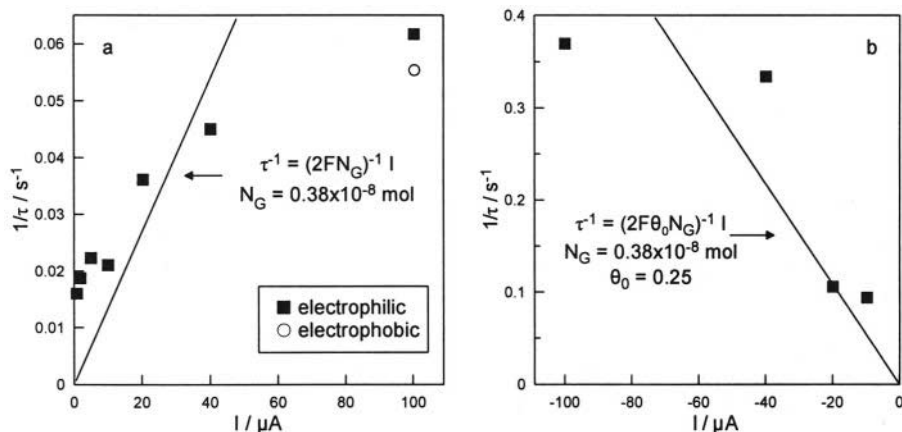 a
0.06
0.05
0.04
0.03
0.02
0.01
0
1/τ / s⁻¹
τ⁻¹ = (2FN_G)⁻¹ I
N_G = 0.38x10⁻⁸ mol
■ electrophilic
○ electrophobic
0 20 40 60 80 100
I / μA
b
0.4
0.3
0.2
0.1
0
1/τ / s⁻¹
τ⁻¹ = (2Fθ₀N_G)⁻¹ I
N_G = 0.38x10⁻⁸ mol
θ₀ = 0.25
-100 -80 -60 -40 -20 0
I / μA